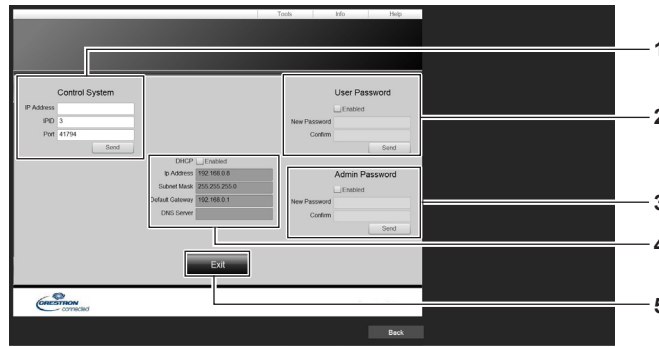 Tools Info Help
1
Control System
IP Address
IPID 3
Port 41794
Send
User Password
Enabled
New Password
Confirm
Send
2
DHCP Enabled
Ip Address 192.168.0.8
Subnet Mask 255.255.255.0
Default Gateway 192.168.0.1
DNS Server
Admin Password
Enabled
New Password
Confirm
Send
3
4
Exit
5
CRESTRON
connected
Back